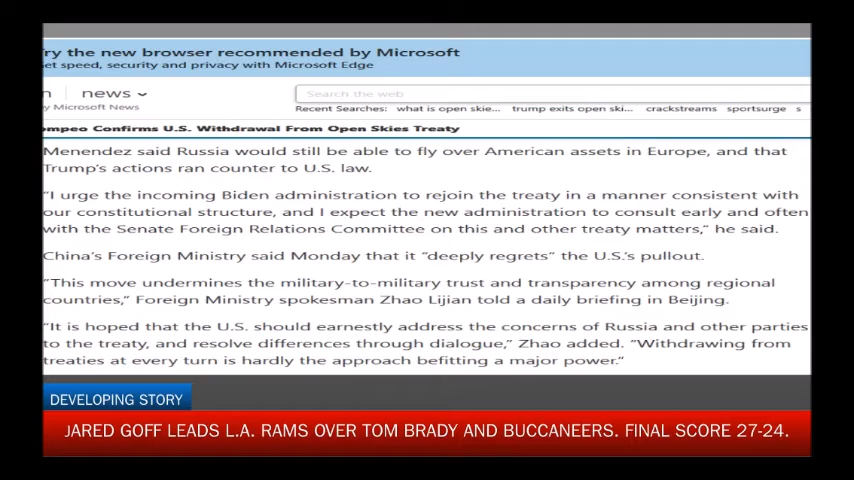 Try the new browser recommended by Microsoft
Get speed, security and privacy with Microsoft Edge
n | news
by Microsoft News
Search the web
Recent Searches: what is open skie... trump exits open ski... crackstreams sportsurge s
ompeo Confirms U.S. Withdrawal From Open Skies Treaty
Menendez said Russia would still be able to fly over American assets in Europe, and that
Trump's actions ran counter to U.S. law.
"I urge the incoming Biden administration to rejoin the treaty in a manner consistent with
our constitutional structure, and I expect the new administration to consult early and often
with the Senate Foreign Relations Committee on this and other treaty matters," he said.
China's Foreign Ministry said Monday that it "deeply regrets" the U.S.'s pullout.
"This move undermines the military-to-military trust and transparency among regional
countries," Foreign Ministry spokesman Zhao Lijian told a daily briefing in Beijing.
"It is hoped that the U.S. should earnestly address the concerns of Russia and other parties
to the treaty, and resolve differences through dialogue," Zhao added. "Withdrawing from
treaties at every turn is hardly the approach befitting a major power."
DEVELOPING STORY
JARED GOFF LEADS L.A. RAMS OVER TOM BRADY AND BUCCANEERS. FINAL SCORE 27-24.